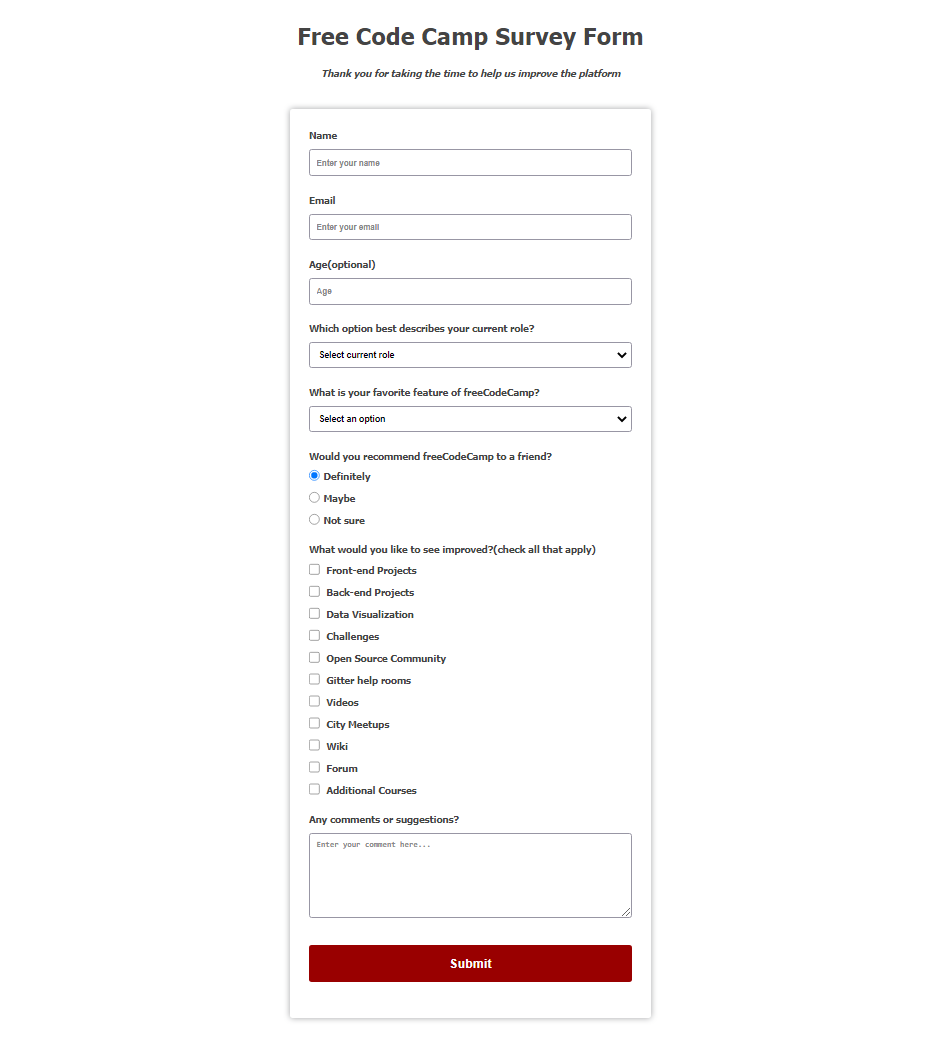 Free Code Camp Survey Form
Thank you for taking the time to help us improve the platform
Name
Enter your name
Email
Enter your email
Age(optional)
Age
Which option best describes your current role?
Select current role
What is your favorite feature of freeCodeCamp?
Select an option
Would you recommend freeCodeCamp to a friend?
Definitely
Maybe
Not sure
What would you like to see improved?(check all that apply)
Front-end Projects
Back-end Projects
Data Visualization
Challenges
Open Source Community
Gitter help rooms
Videos
City Meetups
Wiki
Forum
Additional Courses
Any comments or suggestions?
Enter your comment here...
Submit